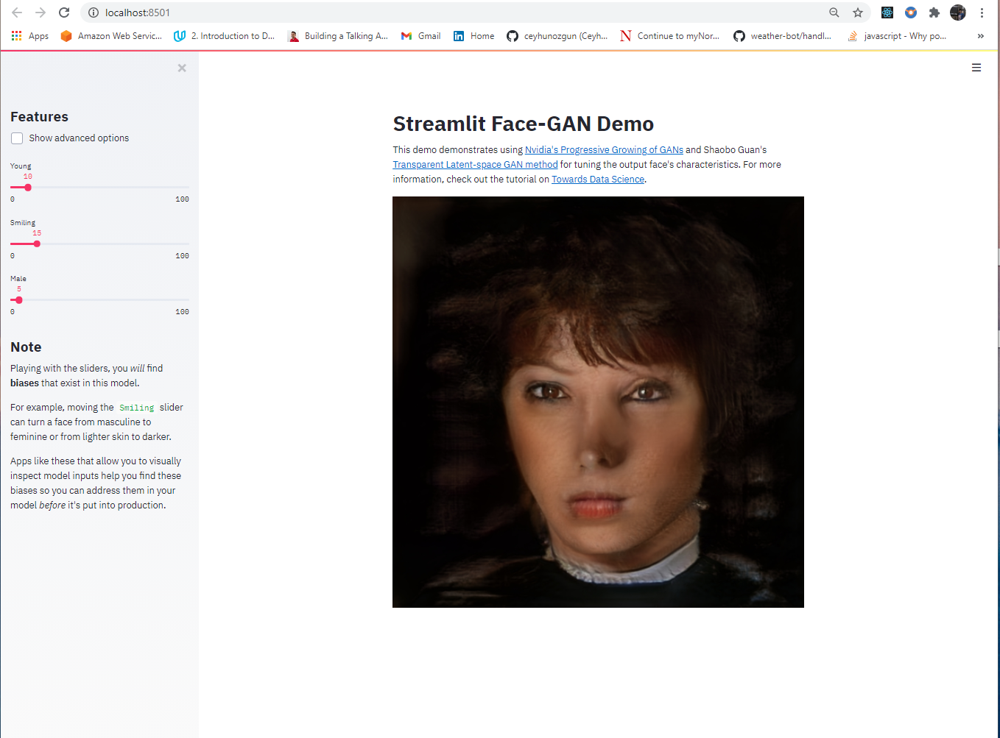 localhost:8501
Apps
Amazon Web Servic...
2. Introduction to D...
Building a Talking A...
Gmail
Home
ceyhunozgun (Ceyh...
Continue to myNor...
weather-bot/handl...
javascript - Why po...
»
Features
Show advanced options
Young
10
0 100
Smiling
15
0 100
Male
5
0 100
Note
Playing with the sliders, you will find
biases that exist in this model.
For example, moving the Smiling slider
can turn a face from masculine to
feminine or from lighter skin to darker.
Apps like these that allow you to visually
inspect model inputs help you find these
biases so you can address them in your
model before it's put into production.
Streamlit Face-GAN Demo
This demo demonstrates using Nvidia's Progressive Growing of GANs and Shaobo Guan's
Transparent Latent-space GAN method for tuning the output face's characteristics. For more
information, check out the tutorial on Towards Data Science.